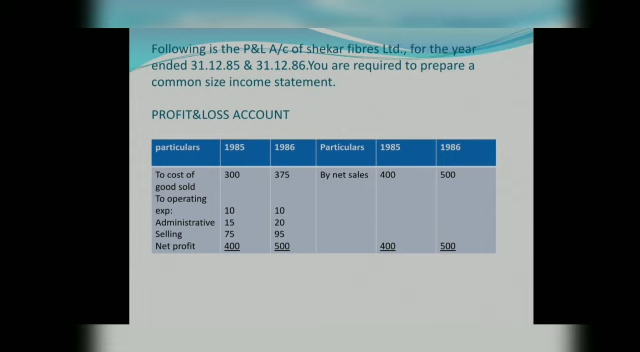 Following is the P&L A/c of shekar fibres Ltd., for the year
ended 31.12.85 & 31.12.86.You are required to prepare a
common size income statement.
PROFIT&LOSS ACCOUNT
particulars 1985 1986 Particulars 1985 1986
To cost of 300 375 By net sales 400 500
good sold
To operating
exp: 10 10
Administrative 15 20
Selling 75 95
Net profit 400 500 400 500